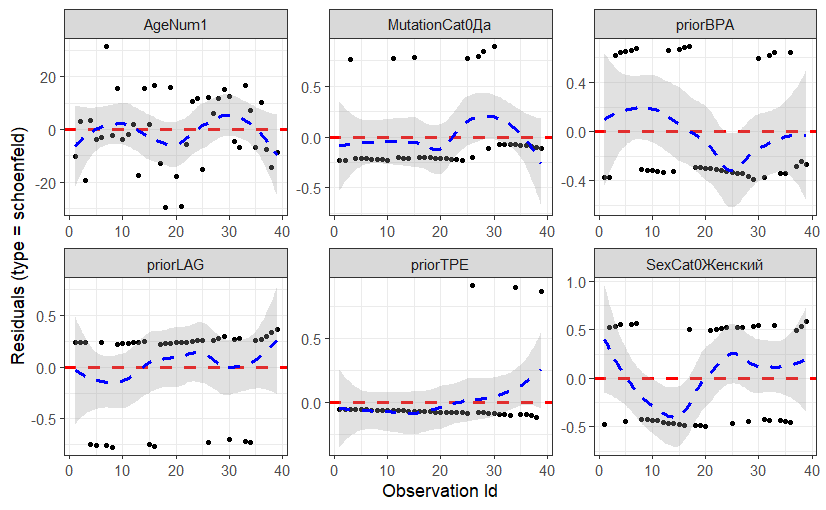 AgeNum1
MutationCat0Да
priorBPA
20
0
-20
0.5
0.0
-0.5
0.4
0.0
-0.4
0 10 20 30 40
0 10 20 30 40
0 10 20 30 40
priorLAG
priorTPE
SexCat0Женский
0.5
0.0
-0.5
0.5
0.0
1.0
0.5
0.0
-0.5
0 10 20 30 40
0 10 20 30 40
0 10 20 30 40
Residuals (type = schoenfeld)
Observation Id